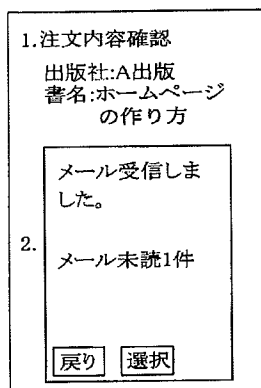 1.注文内容確認
出版社:A出版
書名:ホームページ
の作り方
メール受信しま
した。
2.
メール未読1件
戻り 選択